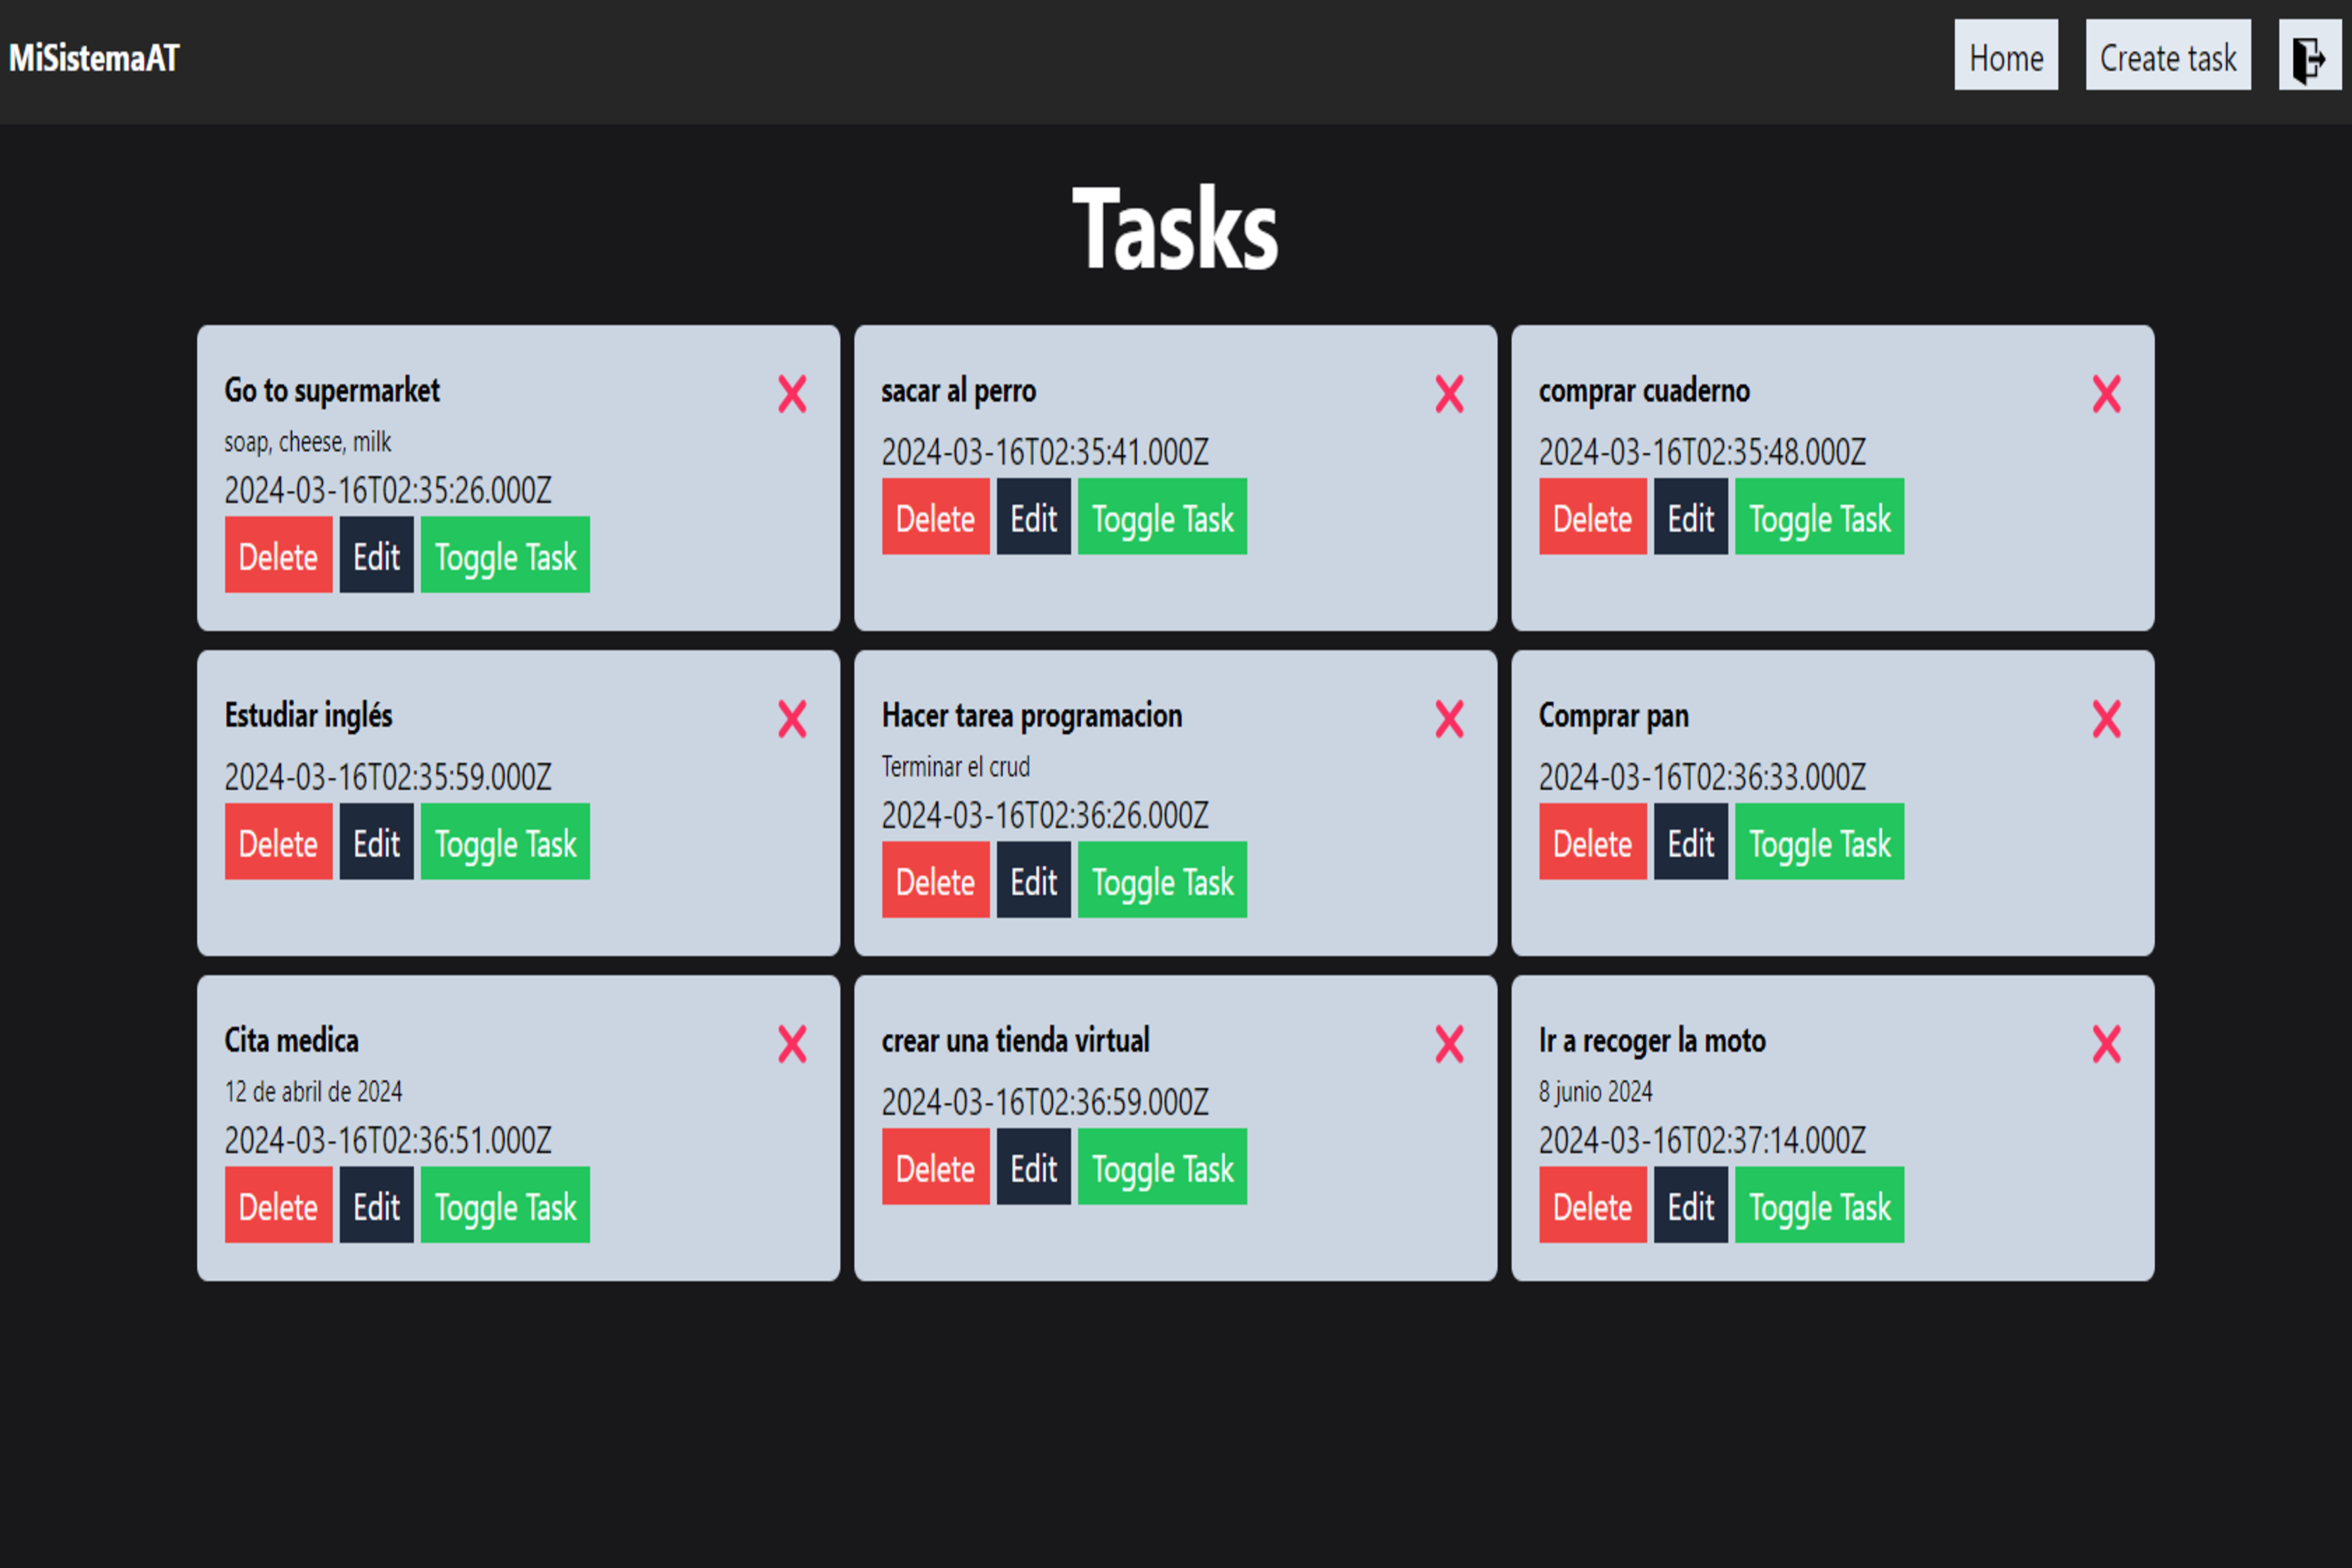 MiSistemaAT
Home
Create task
Tasks
Go to supermarket
soap, cheese, milk
2024-03-16T02:35:26.000Z
Delete Edit Toggle Task
sacar al perro
2024-03-16T02:35:41.000Z
Delete Edit Toggle Task
comprar cuaderno
2024-03-16T02:35:48.000Z
Delete Edit Toggle Task
Estudiar inglés
2024-03-16T02:35:59.000Z
Delete Edit Toggle Task
Hacer tarea programacion
Terminar el crud
2024-03-16T02:36:26.000Z
Delete Edit Toggle Task
Comprar pan
2024-03-16T02:36:33.000Z
Delete Edit Toggle Task
Cita medica
12 de abril de 2024
2024-03-16T02:36:51.000Z
Delete Edit Toggle Task
crear una tienda virtual
2024-03-16T02:36:59.000Z
Delete Edit Toggle Task
Ir a recoger la moto
8 junio 2024
2024-03-16T02:37:14.000Z
Delete Edit Toggle Task